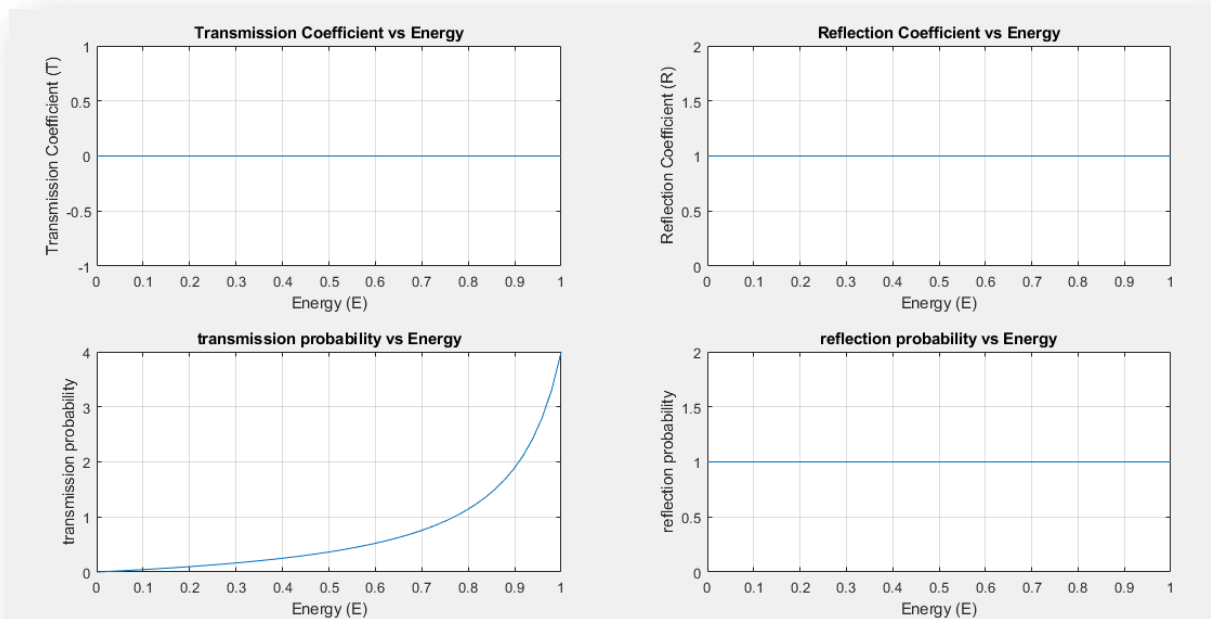 Transmission Coefficient vs Energy
Transmission Coefficient (T)
1
0.5
0
-0.5
-1
0 0.1 0.2 0.3 0.4 0.5 0.6 0.7 0.8 0.9 1
Energy (E)
Reflection Coefficient vs Energy
Reflection Coefficient (R)
2
1.5
1
0.5
0
0 0.1 0.2 0.3 0.4 0.5 0.6 0.7 0.8 0.9 1
Energy (E)
transmission probability vs Energy
transmission probability
4
3
2
1
0
0 0.1 0.2 0.3 0.4 0.5 0.6 0.7 0.8 0.9 1
Energy (E)
reflection probability vs Energy
reflection probability
2
1.5
1
0.5
0
0 0.1 0.2 0.3 0.4 0.5 0.6 0.7 0.8 0.9 1
Energy (E)